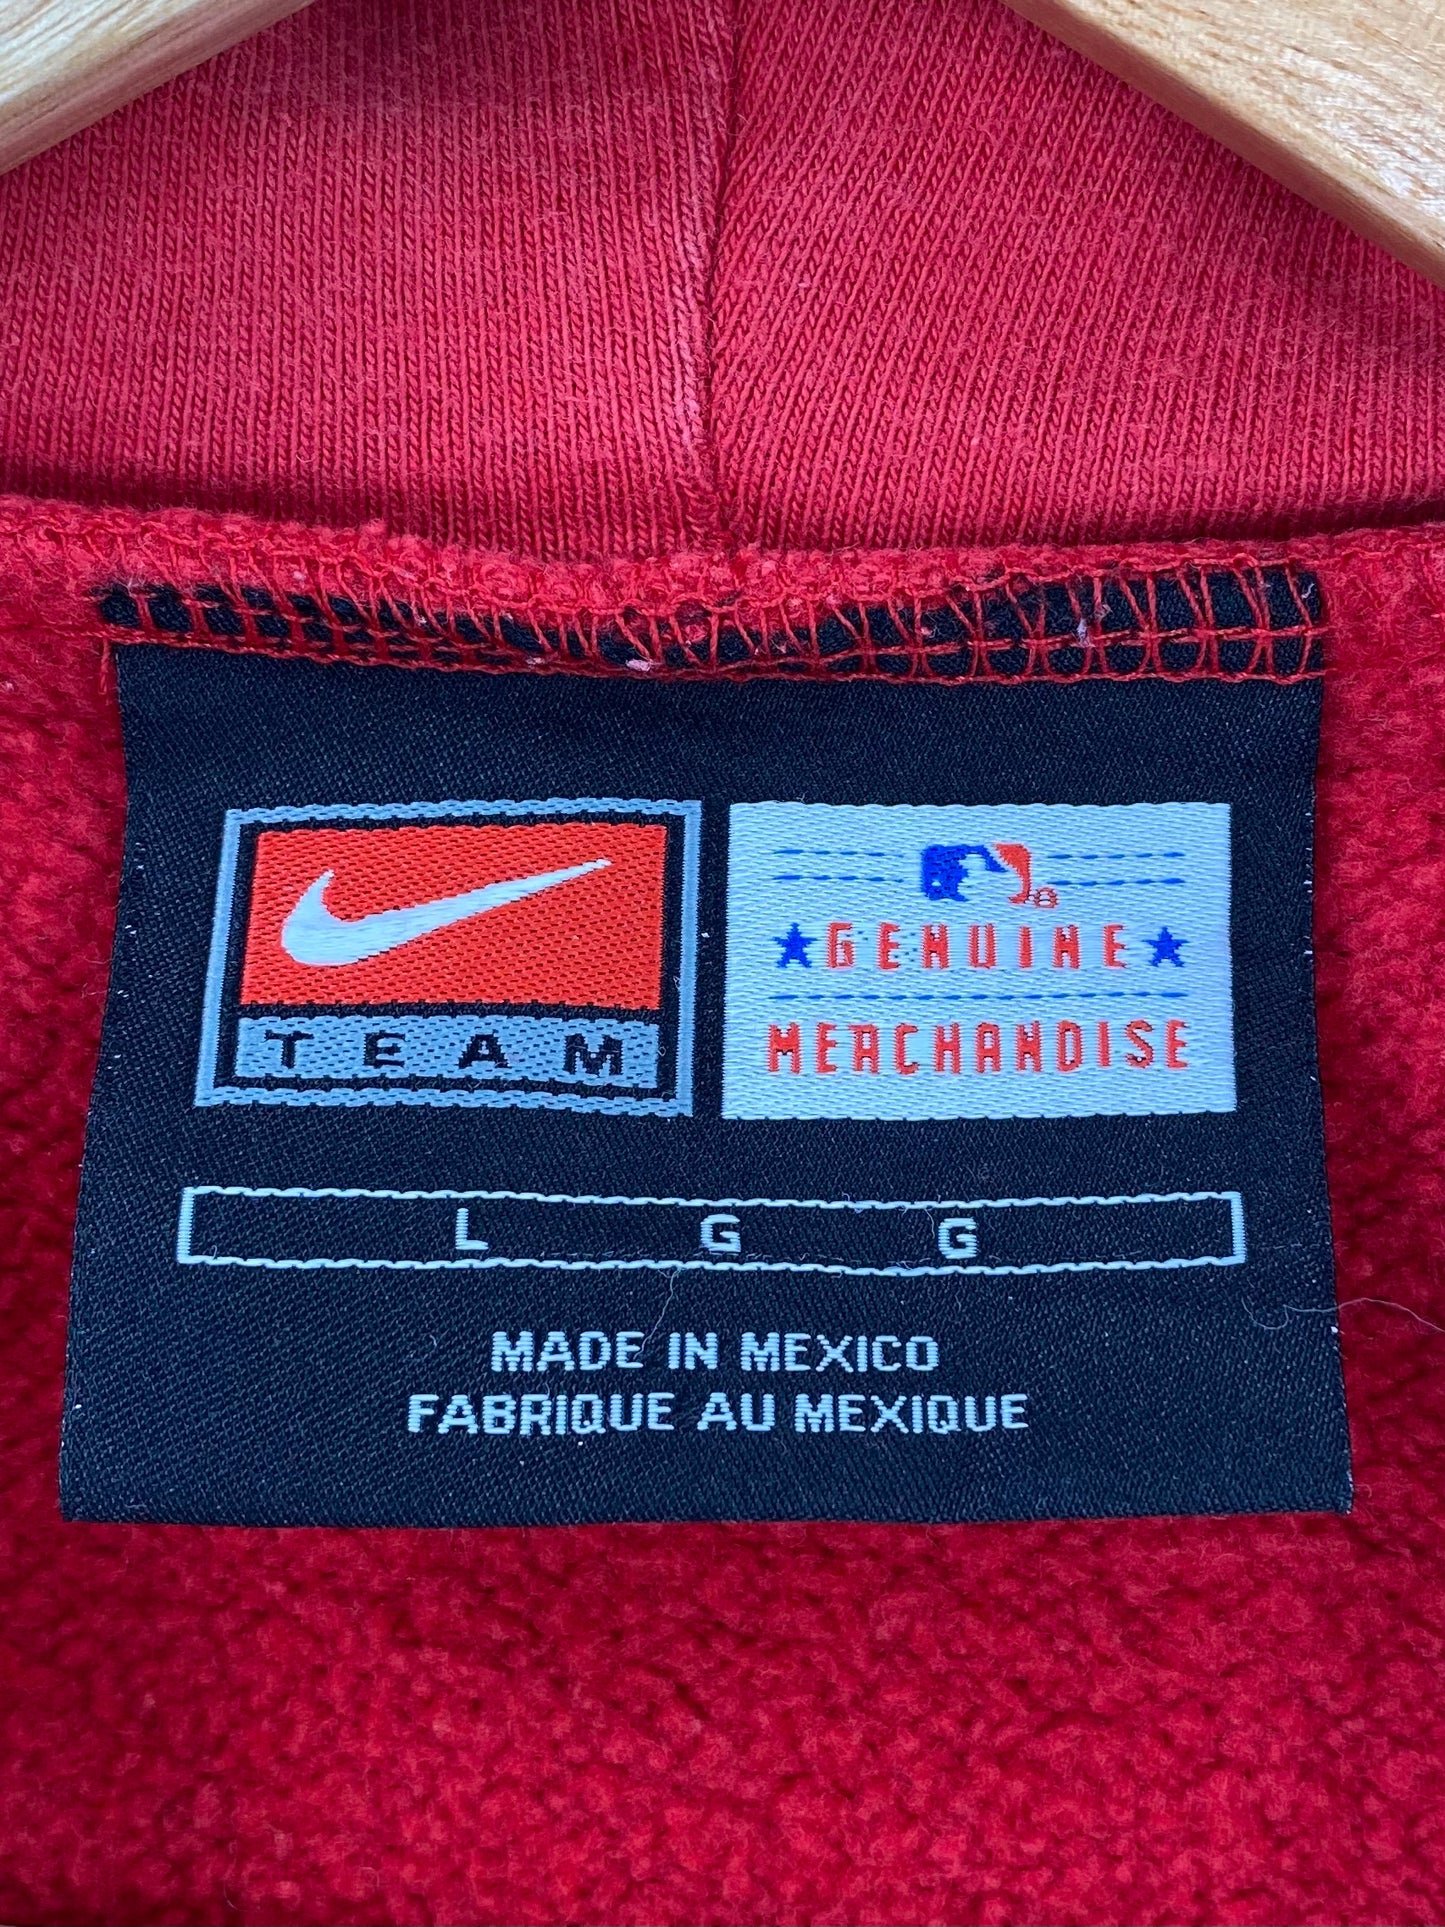 TEAM
GENUINE
MERCHANDISE
L G G
MADE IN MEXICO
FABRIQUE AU MEXIQUE